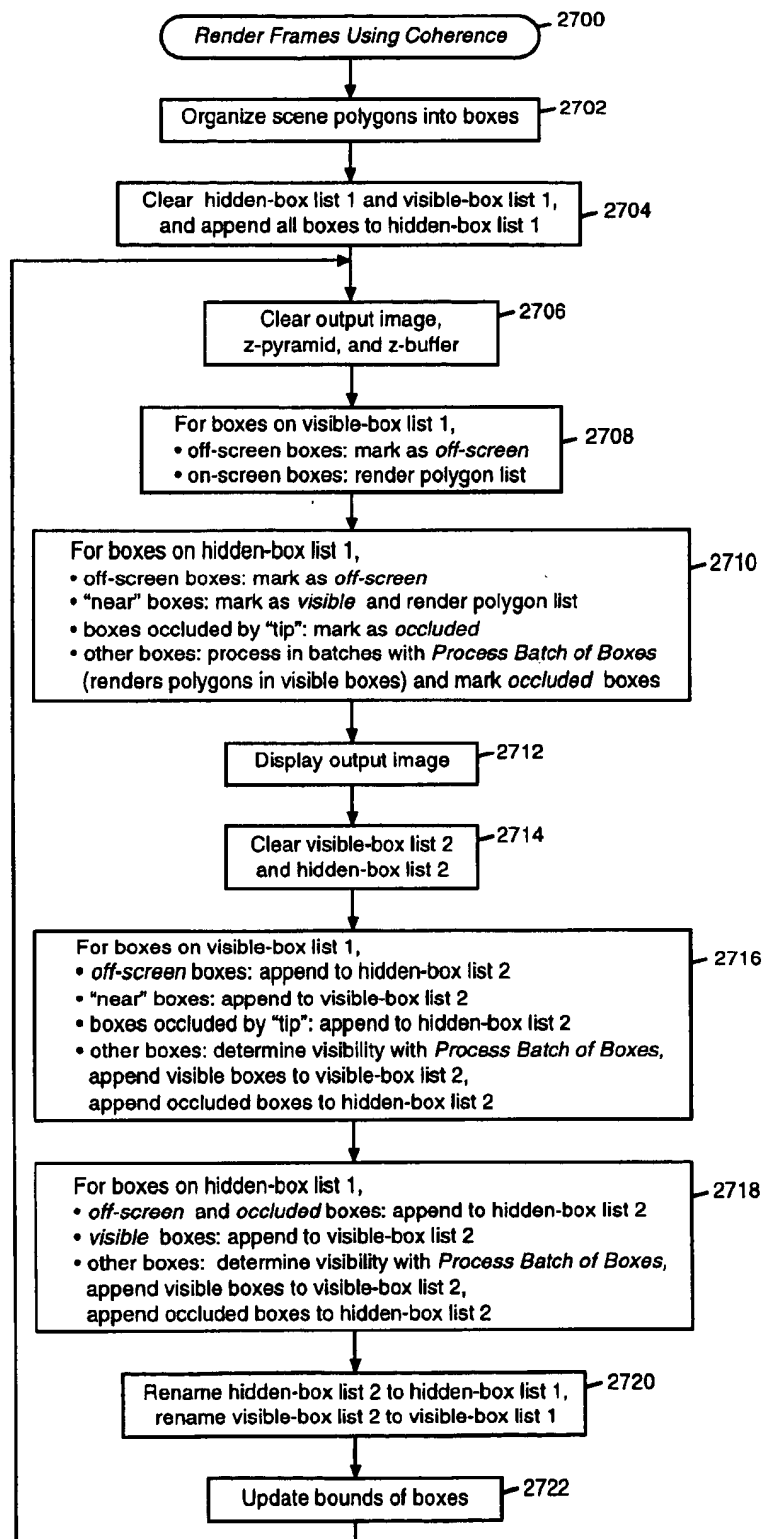 Render Frames Using Coherence
2700
Organize scene polygons into boxes
2702
Clear hidden-box list 1 and visible-box list 1,
and append all boxes to hidden-box list 1
2704
Clear output image,
z-pyramid, and z-buffer
2706
For boxes on visible-box list 1,
• off-screen boxes: mark as off-screen
• on-screen boxes: render polygon list
2708
For boxes on hidden-box list 1,
• off-screen boxes: mark as off-screen
• "near" boxes: mark as visible and render polygon list
• boxes occluded by "tip": mark as occluded
• other boxes: process in batches with Process Batch of Boxes
(renders polygons in visible boxes) and mark occluded boxes
2710
Display output image
2712
Clear visible-box list 2
and hidden-box list 2
2714
For boxes on visible-box list 1,
• off-screen boxes: append to hidden-box list 2
• "near" boxes: append to visible-box list 2
• boxes occluded by "tip": append to hidden-box list 2
• other boxes: determine visibility with Process Batch of Boxes,
append visible boxes to visible-box list 2,
append occluded boxes to hidden-box list 2
2716
For boxes on hidden-box list 1,
• off-screen and occluded boxes: append to hidden-box list 2
• visible boxes: append to visible-box list 2
• other boxes: determine visibility with Process Batch of Boxes,
append visible boxes to visible-box list 2,
append occluded boxes to hidden-box list 2
2718
Rename hidden-box list 2 to hidden-box list 1,
rename visible-box list 2 to visible-box list 1
2720
Update bounds of boxes
2722